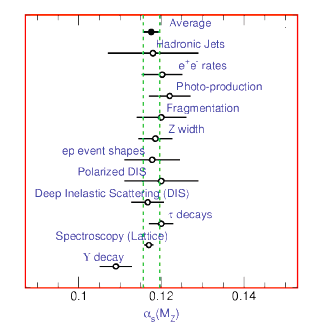 Average
Hadronic Jets
e⁺e⁻ rates
Photo-production
Fragmentation
Z width
ep event shapes
Polarized DIS
Deep Inelastic Scattering (DIS)
τ decays
Spectroscopy (Lattice)
ϒ decay
0.1 0.12 0.14
αₛ(M_Z)